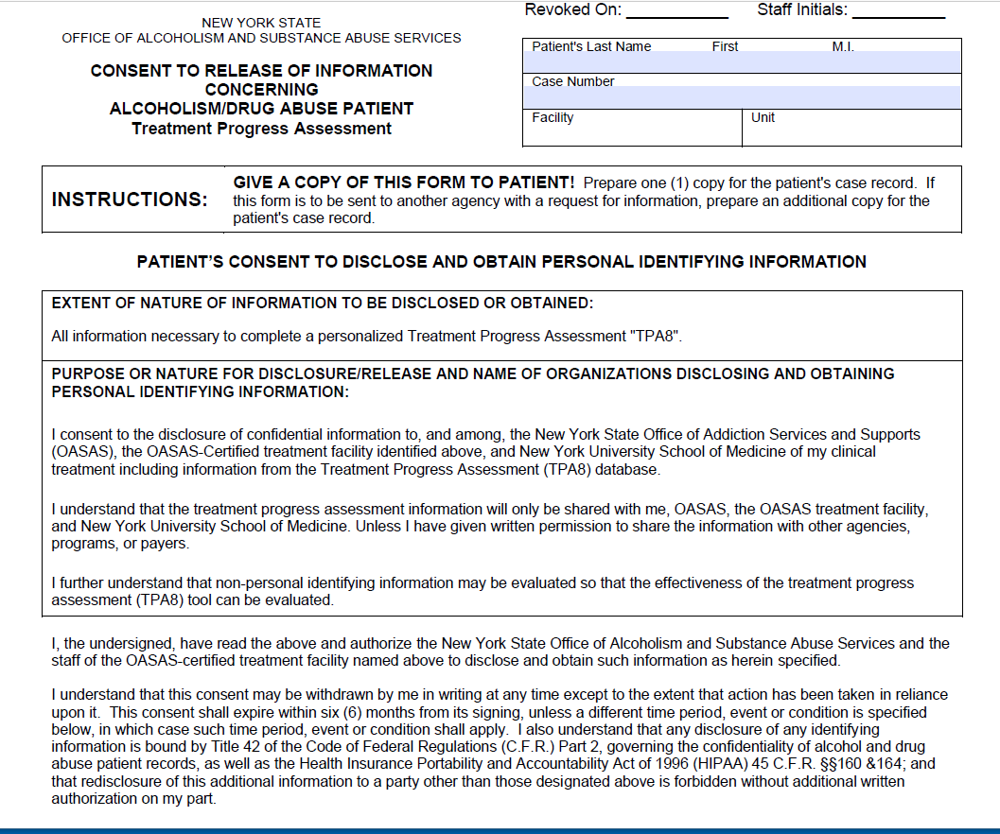 Revoked On: ____________ Staff Initials: ___________
NEW YORK STATE
OFFICE OF ALCOHOLISM AND SUBSTANCE ABUSE SERVICES
CONSENT TO RELEASE OF INFORMATION
CONCERNING
ALCOHOLISM/DRUG ABUSE PATIENT
Treatment Progress Assessment
Patient's Last Name First M.I.
Case Number
Facility Unit
INSTRUCTIONS:
GIVE A COPY OF THIS FORM TO PATIENT! Prepare one (1) copy for the patient's case record. If
this form is to be sent to another agency with a request for information, prepare an additional copy for the
patient's case record.
PATIENT’S CONSENT TO DISCLOSE AND OBTAIN PERSONAL IDENTIFYING INFORMATION
EXTENT OF NATURE OF INFORMATION TO BE DISCLOSED OR OBTAINED:
All information necessary to complete a personalized Treatment Progress Assessment "TPA8".
PURPOSE OR NATURE FOR DISCLOSURE/RELEASE AND NAME OF ORGANIZATIONS DISCLOSING AND OBTAINING
PERSONAL IDENTIFYING INFORMATION:
I consent to the disclosure of confidential information to, and among, the New York State Office of Addiction Services and Supports
(OASAS), the OASAS-Certified treatment facility identified above, and New York University School of Medicine of my clinical
treatment including information from the Treatment Progress Assessment (TPA8) database.
I understand that the treatment progress assessment information will only be shared with me, OASAS, the OASAS treatment facility,
and New York University School of Medicine. Unless I have given written permission to share the information with other agencies,
programs, or payers.
I further understand that non-personal identifying information may be evaluated so that the effectiveness of the treatment progress
assessment (TPA8) tool can be evaluated.
I, the undersigned, have read the above and authorize the New York State Office of Alcoholism and Substance Abuse Services and the
staff of the OASAS-certified treatment facility named above to disclose and obtain such information as herein specified.
I understand that this consent may be withdrawn by me in writing at any time except to the extent that action has been taken in reliance
upon it. This consent shall expire within six (6) months from its signing, unless a different time period, event or condition is specified
below, in which case such time period, event or condition shall apply. I also understand that any disclosure of any identifying
information is bound by Title 42 of the Code of Federal Regulations (C.F.R.) Part 2, governing the confidentiality of alcohol and drug
abuse patient records, as well as the Health Insurance Portability and Accountability Act of 1996 (HIPAA) 45 C.F.R. §§160 &164; and
that redisclosure of this additional information to a party other than those designated above is forbidden without additional written
authorization on my part.